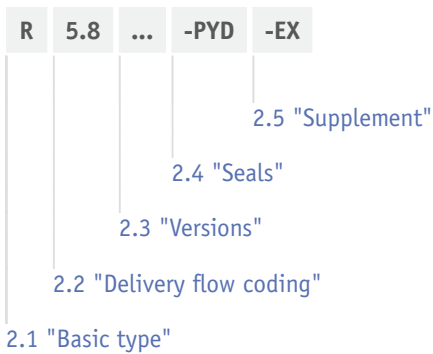 R 5.8 ... -PYD -EX
2.5 "Supplement"
2.4 "Seals"
2.3 "Versions"
2.2 "Delivery flow coding"
2.1 "Basic type"